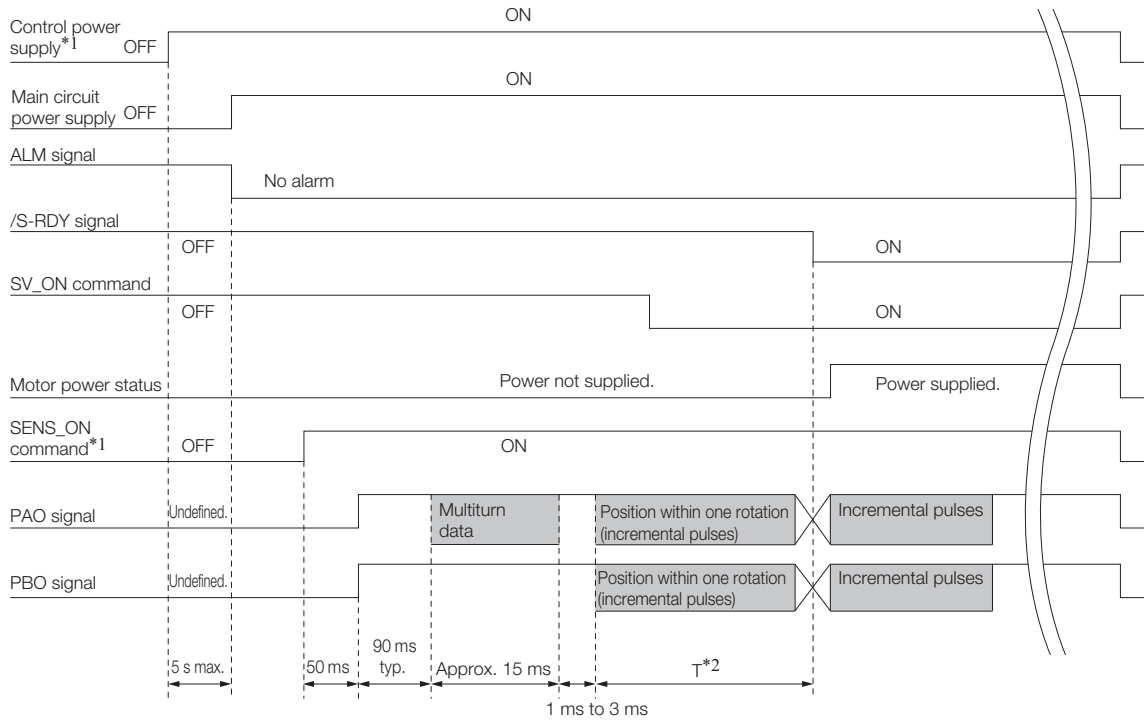 Control power
supply*1 OFF
ON
Main circuit
power supply OFF
ON
ALM signal
No alarm
/S-RDY signal
OFF
ON
SV_ON command
OFF
ON
Motor power status
Power not supplied.
Power supplied.
SENS_ON
command*1 OFF
ON
PAO signal
Undefined.
Multiturn
data
Position within one rotation
(incremental pulses)
Incremental pulses
PBO signal
Undefined.
Position within one rotation
(incremental pulses)
Incremental pulses
5 s max.
50 ms
90 ms
typ.
Approx. 15 ms
1 ms to 3 ms
T*2